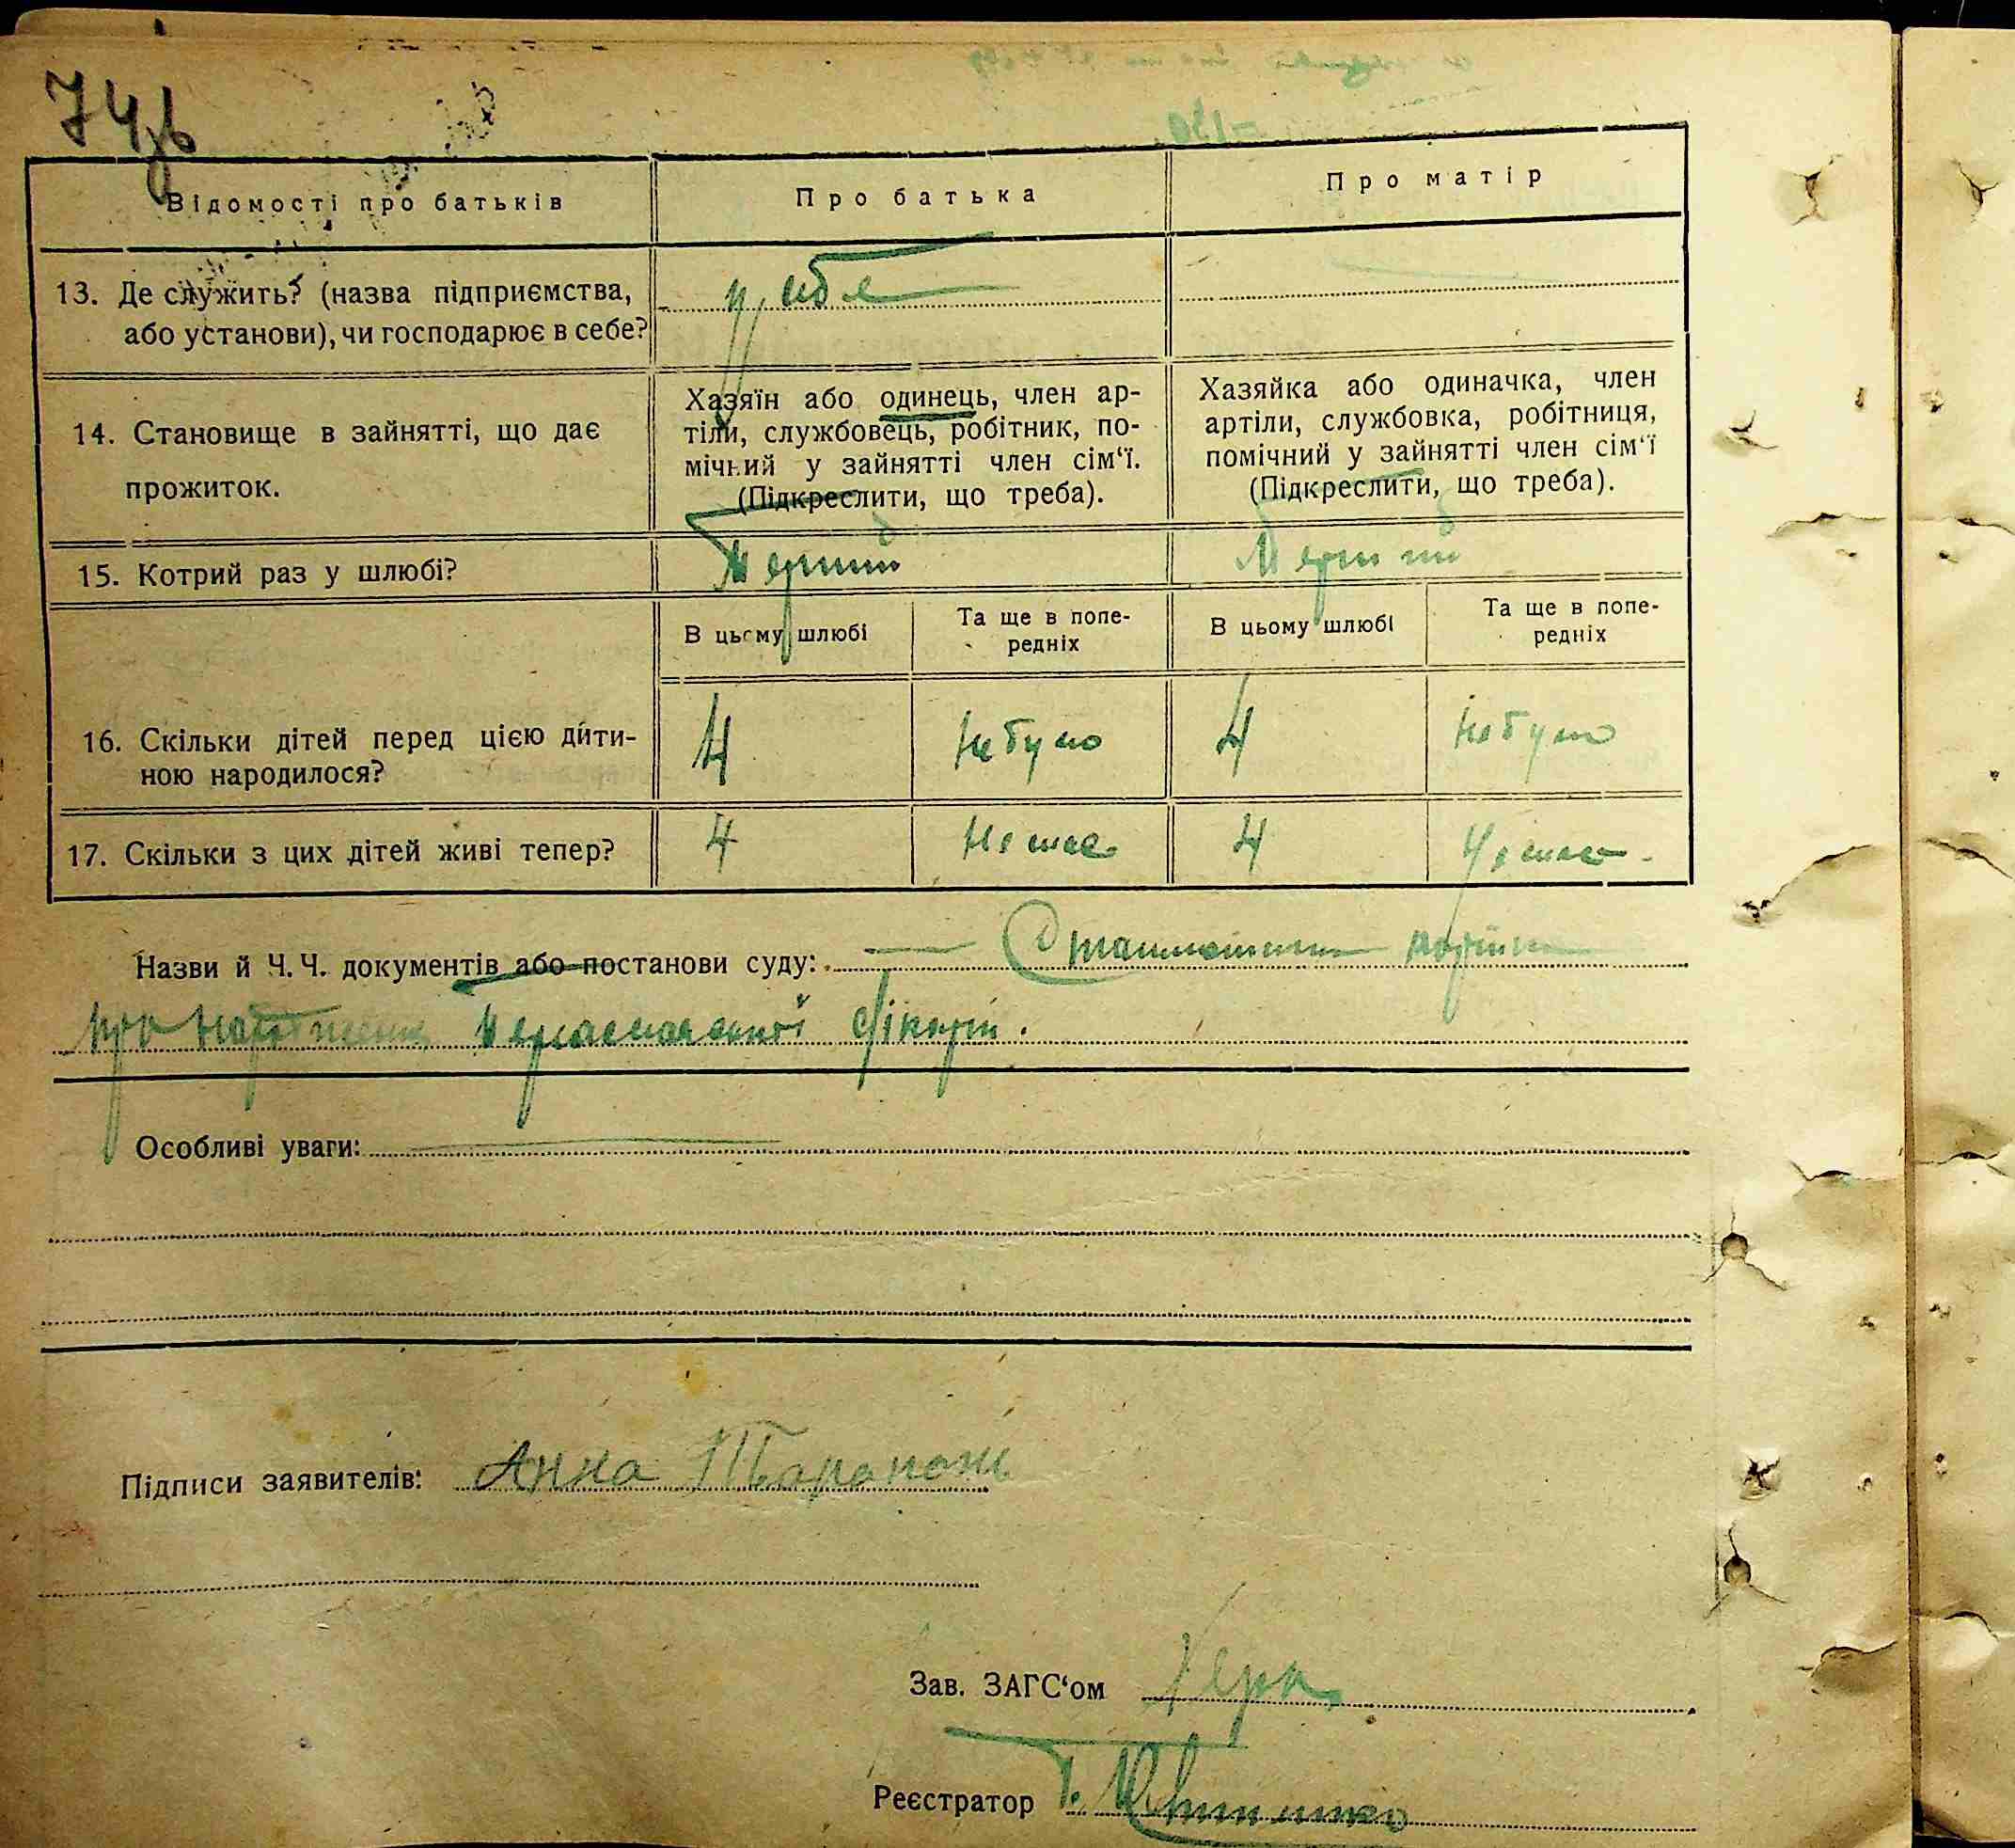 74зв
Відомості про батьків
Про батька
Про матір
13. Де служить? (назва підприємства,
або установи), чи господарює в себе?
у себе
14. Становище в зайнятті, що дає
прожиток.
Хазяїн або одинець, член ар-
тіли, службовець, робітник, по-
мічний у зайнятті член сім'ї.
(Підкреслити, що треба).
Хазяйка або одиначка, член
артіли, службовка, робітниця,
помічний у зайнятті член сім'ї
(Підкреслити, що треба).
15. Котрий раз у шлюбі?
Перший
Перший
В цьому шлюбі
Та ще в попе-
редніх
В цьому шлюбі
Та ще в попе-
редніх
16. Скільки дітей перед цією дити-
ною народилося?
4
Не було
4
Не було
17. Скільки з цих дітей живі тепер?
4
Немає
4
Немає
Назви й Ч. Ч. документів або постанови суду:
про
Особливі уваги:
Підписи заявителів: Анна
Зав. ЗАГС'ом
Реєстратор